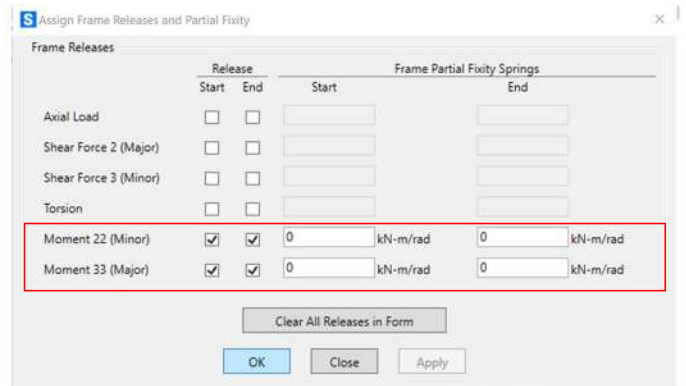 S Assign Frame Releases and Partial Fixity
Frame Releases
Release Frame Partial Fixity Springs
Start End Start End
Axial Load
Shear Force 2 (Major)
Shear Force 3 (Minor)
Torsion
Moment 22 (Minor) 0 kN-m/rad 0 kN-m/rad
Moment 33 (Major) 0 kN-m/rad 0 kN-m/rad
Clear All Releases in Form
OK Close Apply